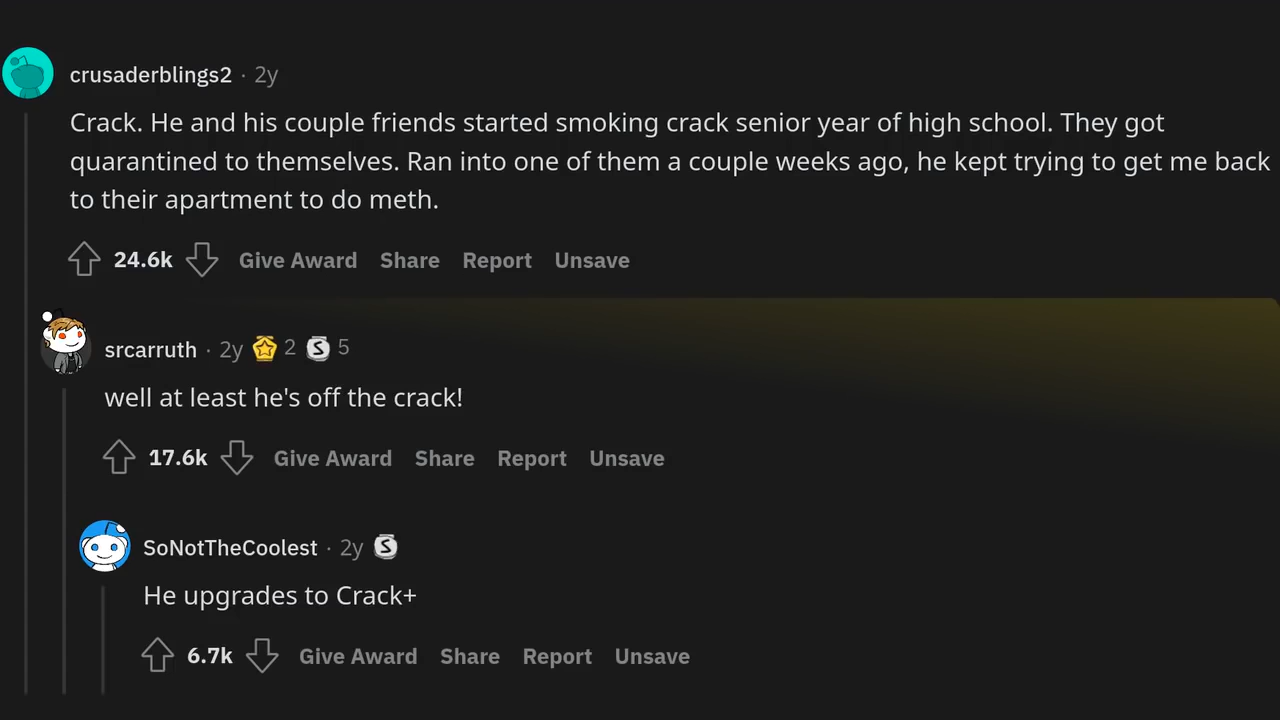 crusaderblings2 · 2y
Crack. He and his couple friends started smoking crack senior year of high school. They got
quarantined to themselves. Ran into one of them a couple weeks ago, he kept trying to get me back
to their apartment to do meth.
24.6k Give Award Share Report Unsave
srcarruth · 2y 2 S 5
well at least he's off the crack!
17.6k Give Award Share Report Unsave
SoNotTheCoolest · 2y S
He upgrades to Crack+
6.7k Give Award Share Report Unsave